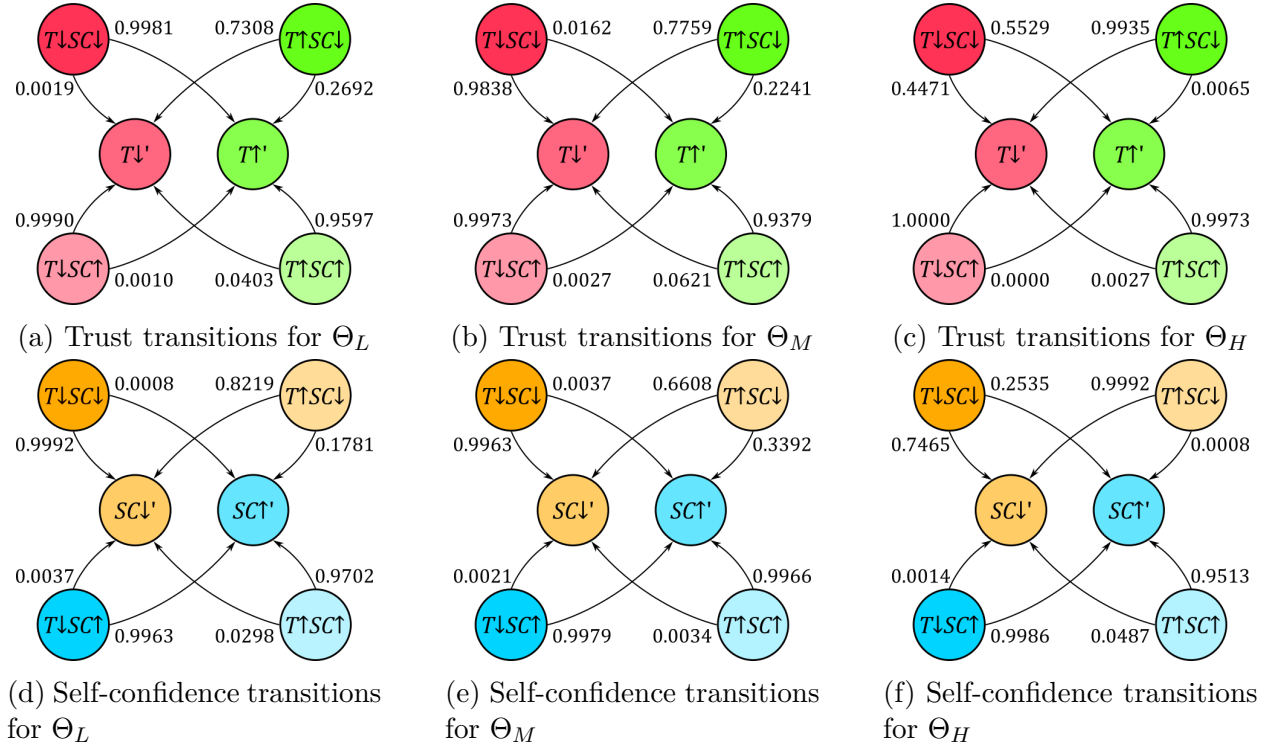 T↓SC↓ 0.9981 0.7308 T↑SC↓
0.0019 0.2692
T↓' T↑'
0.9990 0.9597
T↓SC↑ 0.0010 0.0403 T↑SC↑
(a) Trust transitions for Θ_L
T↓SC↓ 0.0162 0.7759 T↑SC↓
0.9838 0.2241
T↓' T↑'
0.9973 0.9379
T↓SC↑ 0.0027 0.0621 T↑SC↑
(b) Trust transitions for Θ_M
T↓SC↓ 0.5529 0.9935 T↑SC↓
0.4471 0.0065
T↓' T↑'
1.0000 0.9973
T↓SC↑ 0.0000 0.0027 T↑SC↑
(c) Trust transitions for Θ_H
T↓SC↓ 0.0008 0.8219 T↑SC↓
0.9992 0.1781
SC↓' SC↑'
0.0037 0.9702
T↓SC↑ 0.9963 0.0298 T↑SC↑
(d) Self-confidence transitions
for Θ_L
T↓SC↓ 0.0037 0.6608 T↑SC↓
0.9963 0.3392
SC↓' SC↑'
0.0021 0.9966
T↓SC↑ 0.9979 0.0034 T↑SC↑
(e) Self-confidence transitions
for Θ_M
T↓SC↓ 0.2535 0.9992 T↑SC↓
0.7465 0.0008
SC↓' SC↑'
0.0014 0.9513
T↓SC↑ 0.9986 0.0487 T↑SC↑
(f) Self-confidence transitions
for Θ_H